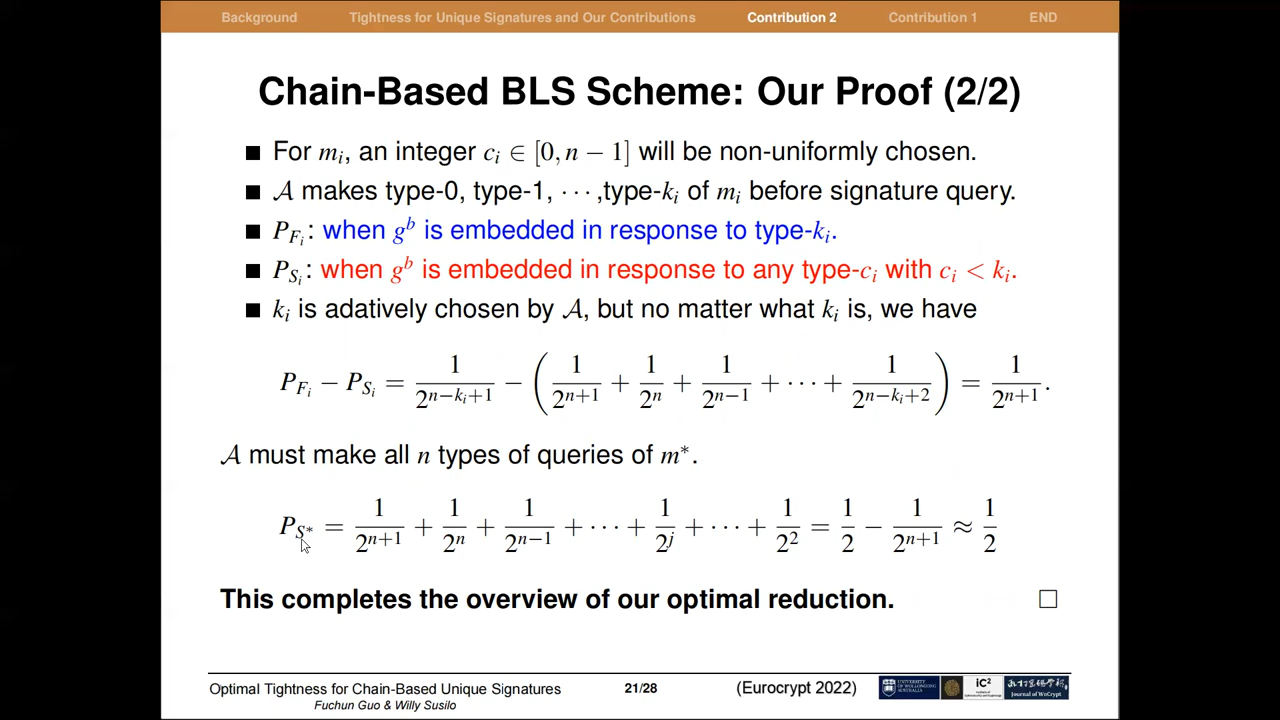 Background Tightness for Unique Signatures and Our Contributions Contribution 2 Contribution 1 END
Chain-Based BLS Scheme: Our Proof (2/2)
■ For m_i, an integer c_i ∈ [0, n − 1] will be non-uniformly chosen.
■ 𝒜 makes type-0, type-1, ··· ,type-k_i of m_i before signature query.
■ P_{F_i}: when g^b is embedded in response to type-k_i.
■ P_{S_i}: when g^b is embedded in response to any type-c_i with c_i < k_i.
■ k_i is adatively chosen by 𝒜, but no matter what k_i is, we have
P_{F_i} − P_{S_i} = 1/2^{n−k_i+1} − (1/2^{n+1} + 1/2^n + 1/2^{n−1} + ··· + 1/2^{n−k_i+2}) = 1/2^{n+1}.
𝒜 must make all n types of queries of m*.
P_{S*} = 1/2^{n+1} + 1/2^n + 1/2^{n−1} + ··· + 1/2^j + ··· + 1/2^2 = 1/2 − 1/2^{n+1} ≈ 1/2
This completes the overview of our optimal reduction. □
Optimal Tightness for Chain-Based Unique Signatures 21/28 (Eurocrypt 2022)
Fuchun Guo & Willy Susilo
UNIVERSITY OF WOLLONGONG AUSTRALIA iC²
Journal of WoCrypt